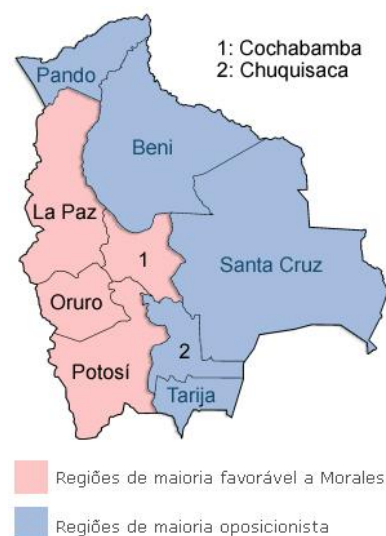 1: Cochabamba
2: Chuquisaca
Pando
Beni
La Paz
1
Santa Cruz
Oruro
2
Potosí
Tarija
Regiões de maioria favorável a Morales
Regiões de maioria oposicionista